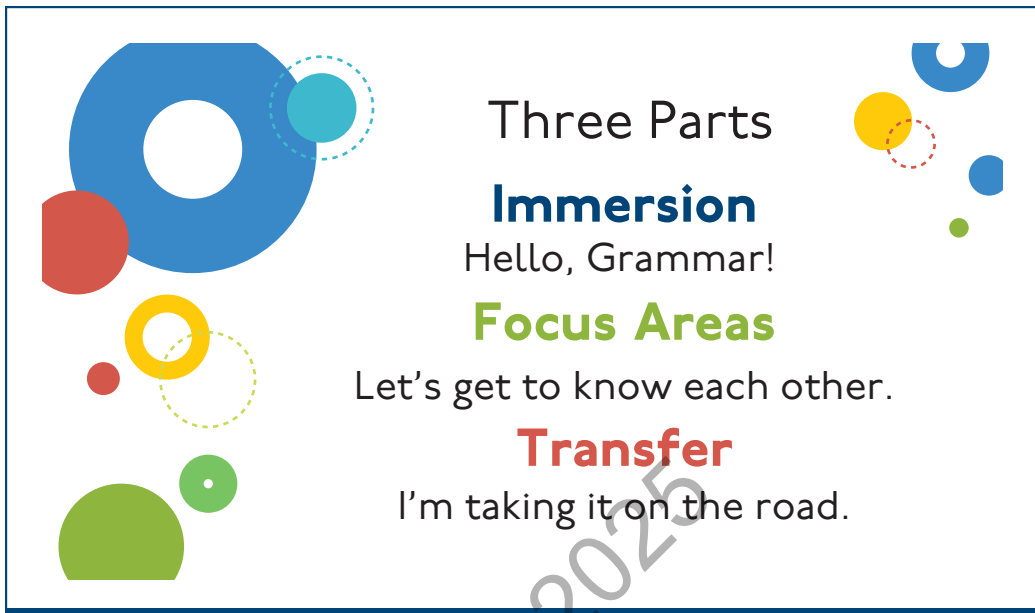 Three Parts
Immersion
Hello, Grammar!
Focus Areas
Let's get to know each other.
Transfer
I'm taking it on the road.
2025